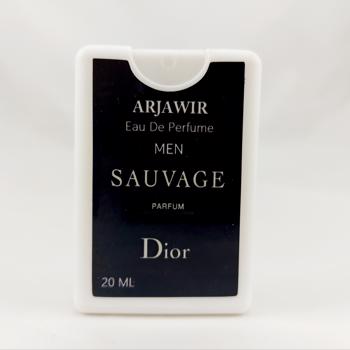 ARJAWIR
Eau De Perfume
MEN
SAUVAGE
PARFUM
Dior
20 ML